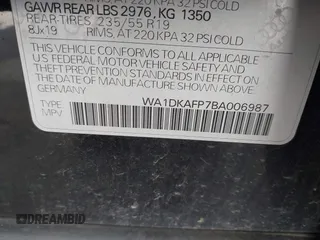 GAWR REAR LBS 2976, KG 1350
REAR-TIRES 235/55 R19
8Jx19 RIMS, AT 220 KPA 32 PSI COLD
THIS VEHICLE CONFORMS TO ALL APPLICABLE
U.S. FEDERAL MOTOR VEHICLE SAFETY AND
THEFT PREVENTION STANDARDS IN EFFECT ON
THE DATE OF MANUFACTURE SHOWN ABOVE.
GERMANY
TYPE: WA1DKAFP7BA006987
MPV
DREAMBID